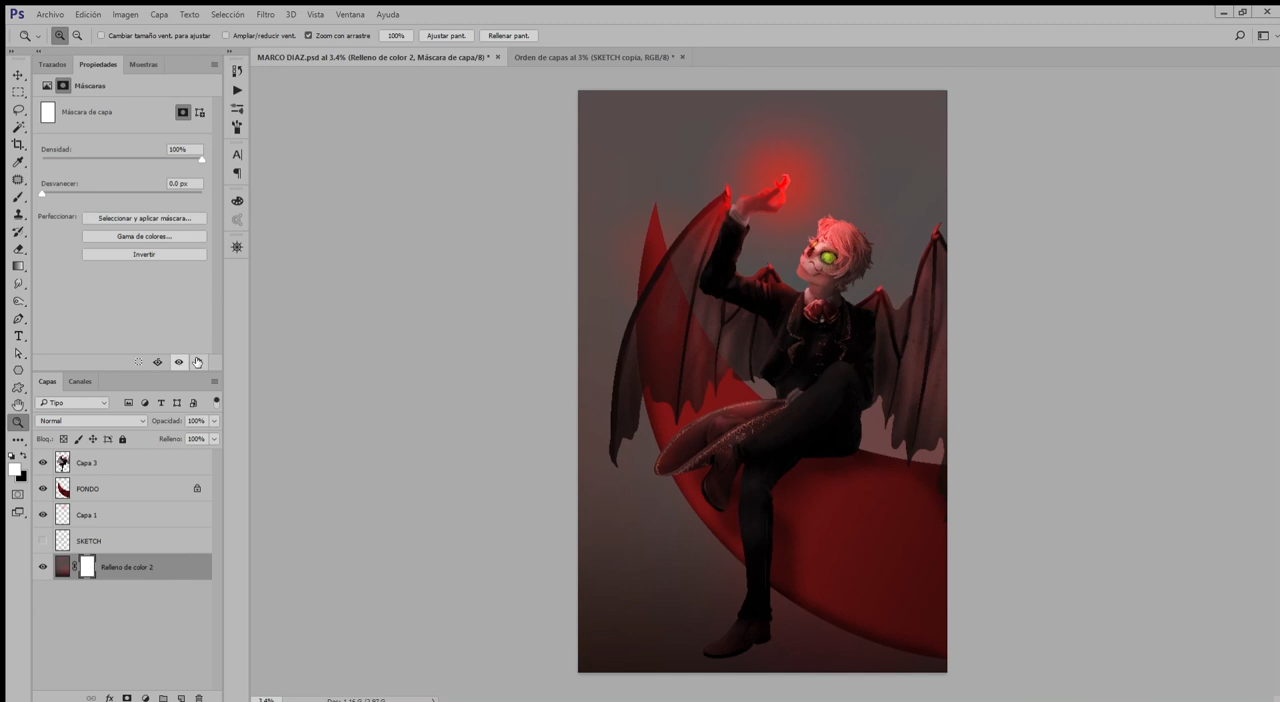 Ps Archivo Edición Imagen Capa Texto Selección Filtro 3D Vista Ventana Ayuda
Cambiar tamaño vent. para ajustar Ampliar/reducir vent. Zoom con arrastre 100% Ajustar pant. Rellenar pant.
MARCO DIAZ.psd al 3.4% (Relleno de color 2, Máscara de capa/8) * × Orden de capas al 3% (SKETCH copia, RGB/8) * ×
Trazados Propiedades Muestras
Máscaras
Máscara de capa
Densidad: 100%
Desvanecer: 0.0 px
Perfeccionar: Seleccionar y aplicar máscara...
Gama de colores...
Invertir
Capas Canales
Tipo
Normal Opacidad: 100%
Bloq.: Relleno: 100%
Capa 3
FONDO
Capa 1
SKETCH
Relleno de color 2
fx
3.4%